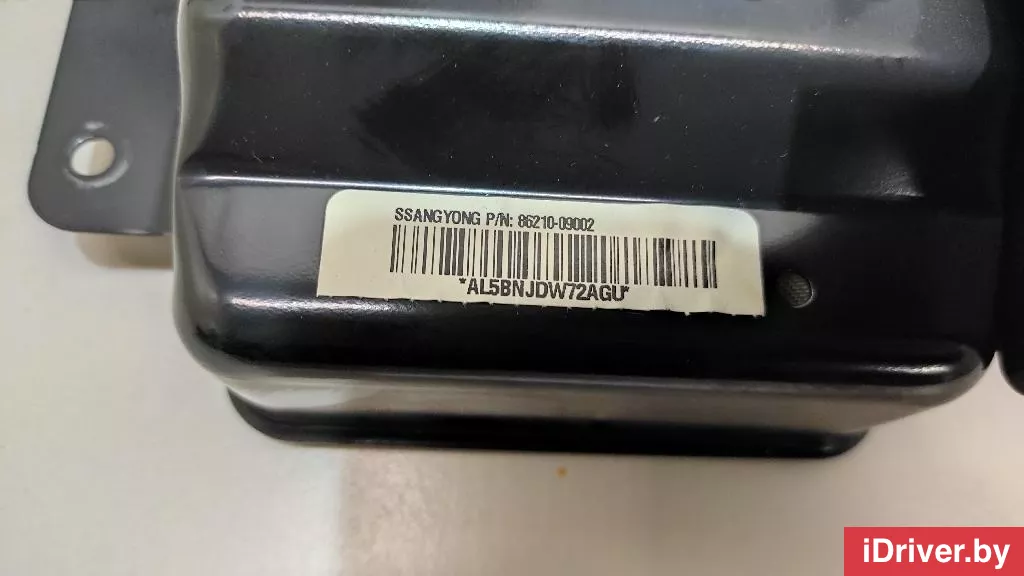 SSANGYONG P/N: 86210-09002
*AL5BNJDW72AGU*
iDriver.by